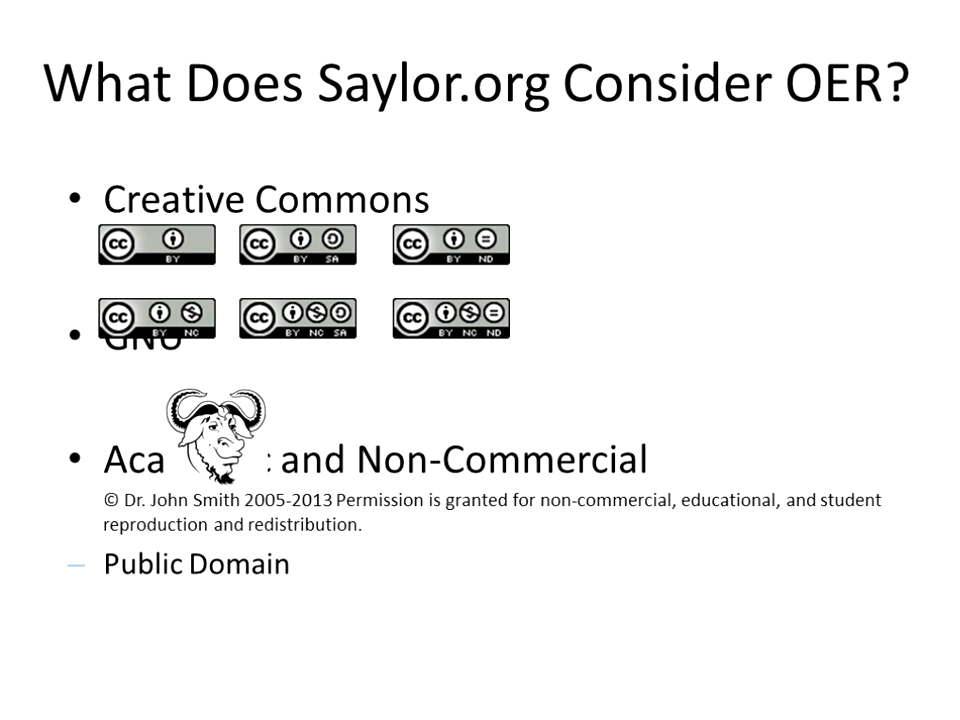 What Does Saylor.org Consider OER?
• Creative Commons
cc BY
cc BY SA
cc BY ND
cc BY NC
cc BY NC SA
cc BY NC ND
• GNU
• Aca c and Non-Commercial
© Dr. John Smith 2005-2013 Permission is granted for non-commercial, educational, and student
reproduction and redistribution.
– Public Domain